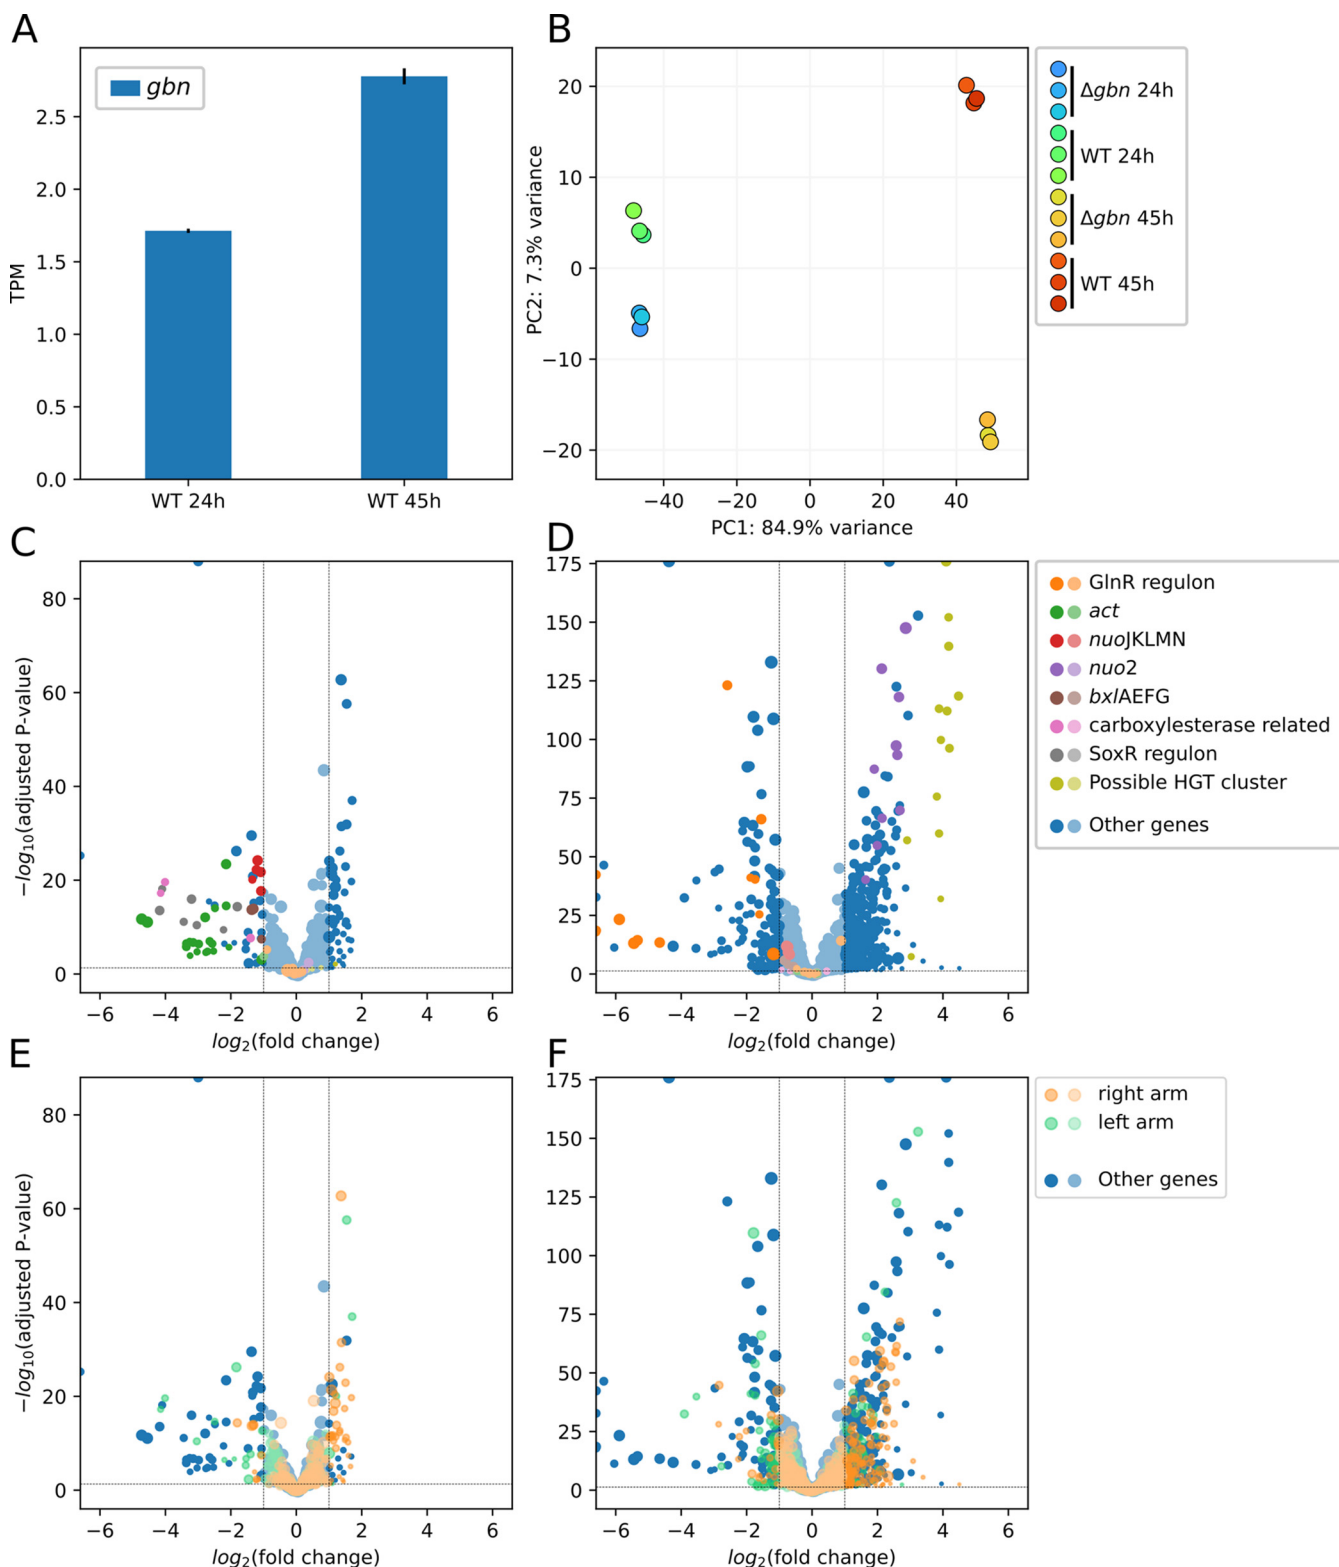 A
gbn
2.5
2.0
1.5
1.0
0.5
0.0
TPM
WT 24h
WT 45h
B
20
10
0
−10
−20
PC2: 7.3% variance
−40
−20
0
20
40
PC1: 84.9% variance
Δgbn 24h
WT 24h
Δgbn 45h
WT 45h
C
80
60
40
20
0
−log10(adjusted P-value)
−6
−4
−2
0
2
4
6
log2(fold change)
D
175
150
125
100
75
50
25
0
−6
−4
−2
0
2
4
6
log2(fold change)
GlnR regulon
act
nuoJKLMN
nuo2
bxlAEFG
carboxylesterase related
SoxR regulon
Possible HGT cluster
Other genes
E
80
60
40
20
0
−log10(adjusted P-value)
−6
−4
−2
0
2
4
6
log2(fold change)
F
175
150
125
100
75
50
25
0
−6
−4
−2
0
2
4
6
log2(fold change)
right arm
left arm
Other genes